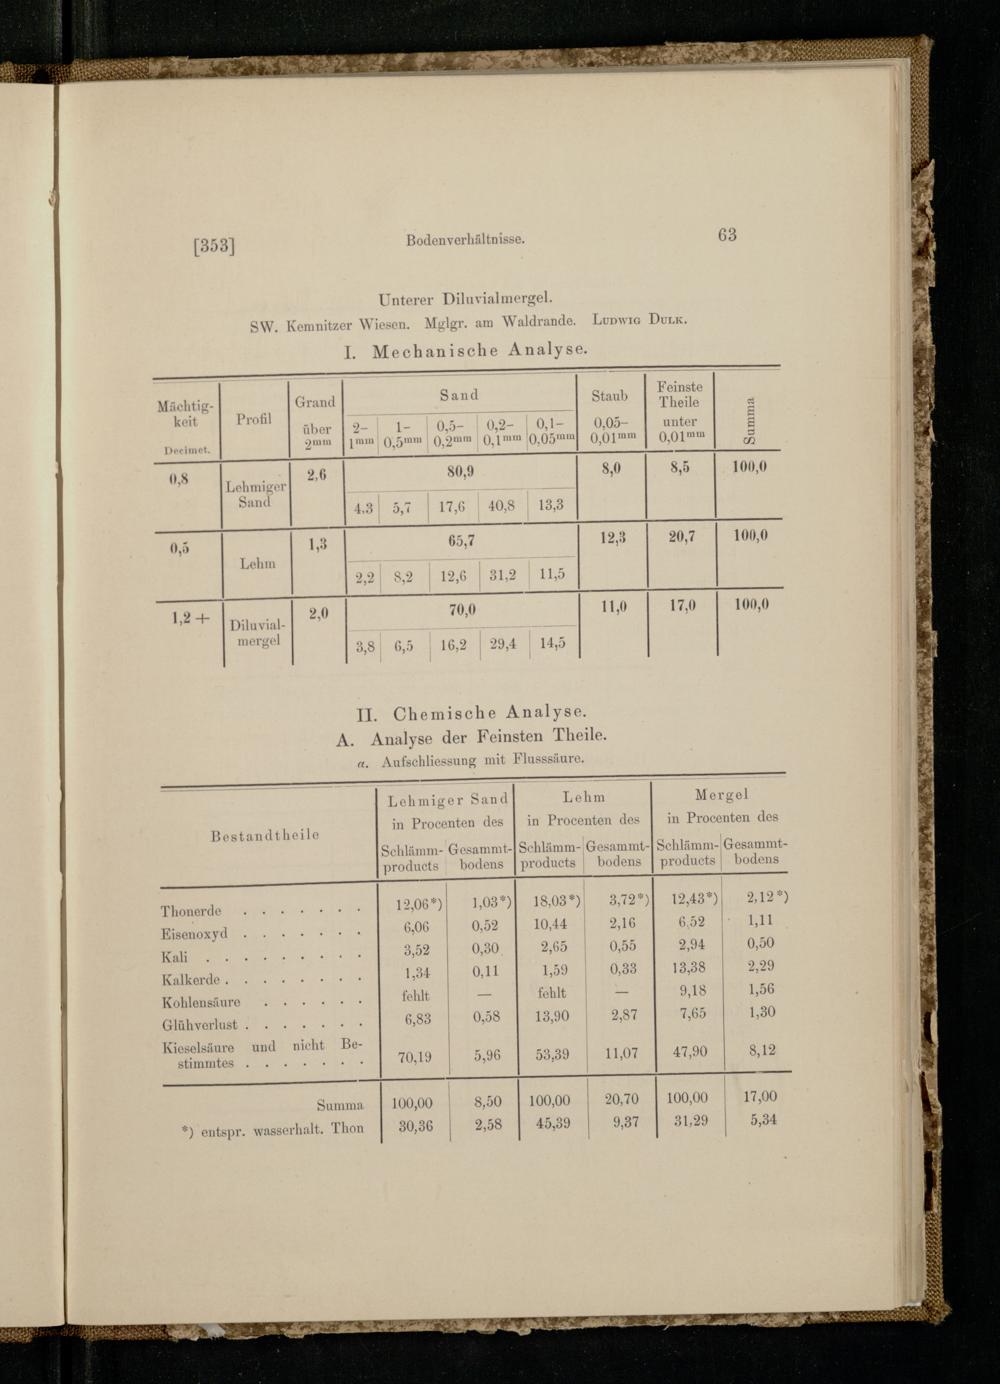 [353] Bodenverhältnisse. 63
Unterer Diluvialmergel.
SW. Kemnitzer Wiesen. Mglgr. am Waldrande. LUDWIG DULK.
I. Mechanische Analyse.
Mächtig-keit Decimet. Profil Grand über 2mm Sand Staub 0,05–0,01mm Feinste Theile unter 0,01mm Summa
2–1mm 1–0,5mm 0,5–0,2mm 0,2–0,1mm 0,1–0,05mm
0,8 Lehmiger Sand 2,6 80,9 8,0 8,5 100,0
4,3 5,7 17,6 40,8 13,3
0,5 Lehm 1,3 65,7 12,3 20,7 100,0
2,2 8,2 12,6 31,2 11,5
1,2 + Diluvial-mergel 2,0 70,0 11,0 17,0 100,0
3,8 6,5 16,2 29,4 14,5
II. Chemische Analyse.
A. Analyse der Feinsten Theile.
α. Aufschliessung mit Flusssäure.
Bestandtheile Lehmiger Sand Lehm Mergel
in Procenten des in Procenten des in Procenten des
Schlämm-products Gesammt-bodens Schlämm-products Gesammt-bodens Schlämm-products Gesammt-bodens
Thonerde . . . . . . . 12,06*) 1,03*) 18,03*) 3,72*) 12,43*) 2,12*)
Eisenoxyd . . . . . . . 6,06 0,52 10,44 2,16 6,52 1,11
Kali . . . . . . . . . 3,52 0,30 2,65 0,55 2,94 0,50
Kalkerde . . . . . . . . 1,34 0,11 1,59 0,33 13,38 2,29
Kohlensäure . . . . . . fehlt — fehlt — 9,18 1,56
Glühverlust . . . . . . . 6,83 0,58 13,90 2,87 7,65 1,30
Kieselsäure und nicht Be-
stimmtes . . . . . . . 70,19 5,96 53,39 11,07 47,90 8,12
Summa 100,00 8,50 100,00 20,70 100,00 17,00
*) entspr. wasserhalt. Thon 30,36 2,58 45,39 9,37 31,29 5,34